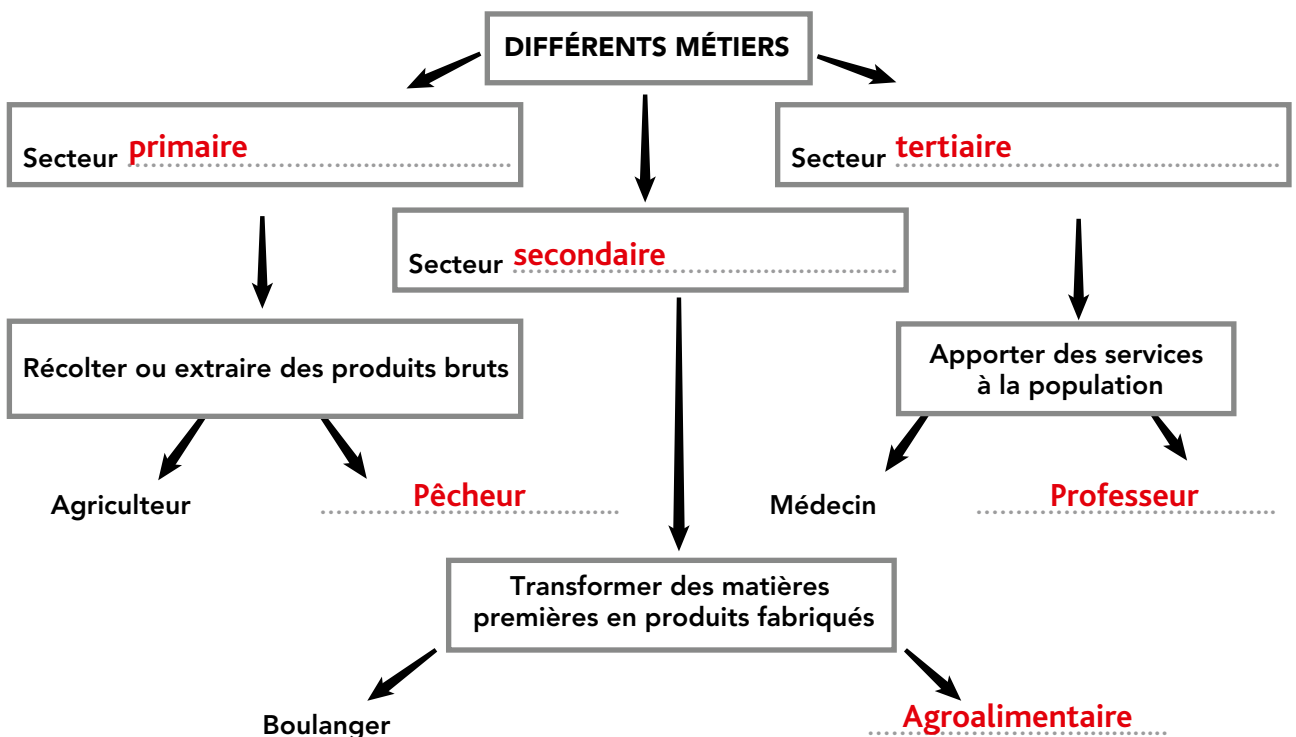 DIFFÉRENTS MÉTIERS
Secteur primaire
Secteur tertiaire
Secteur secondaire
Récolter ou extraire des produits bruts
Apporter des services
à la population
Agriculteur
Pêcheur
Médecin
Professeur
Transformer des matières
premières en produits fabriqués
Boulanger
Agroalimentaire